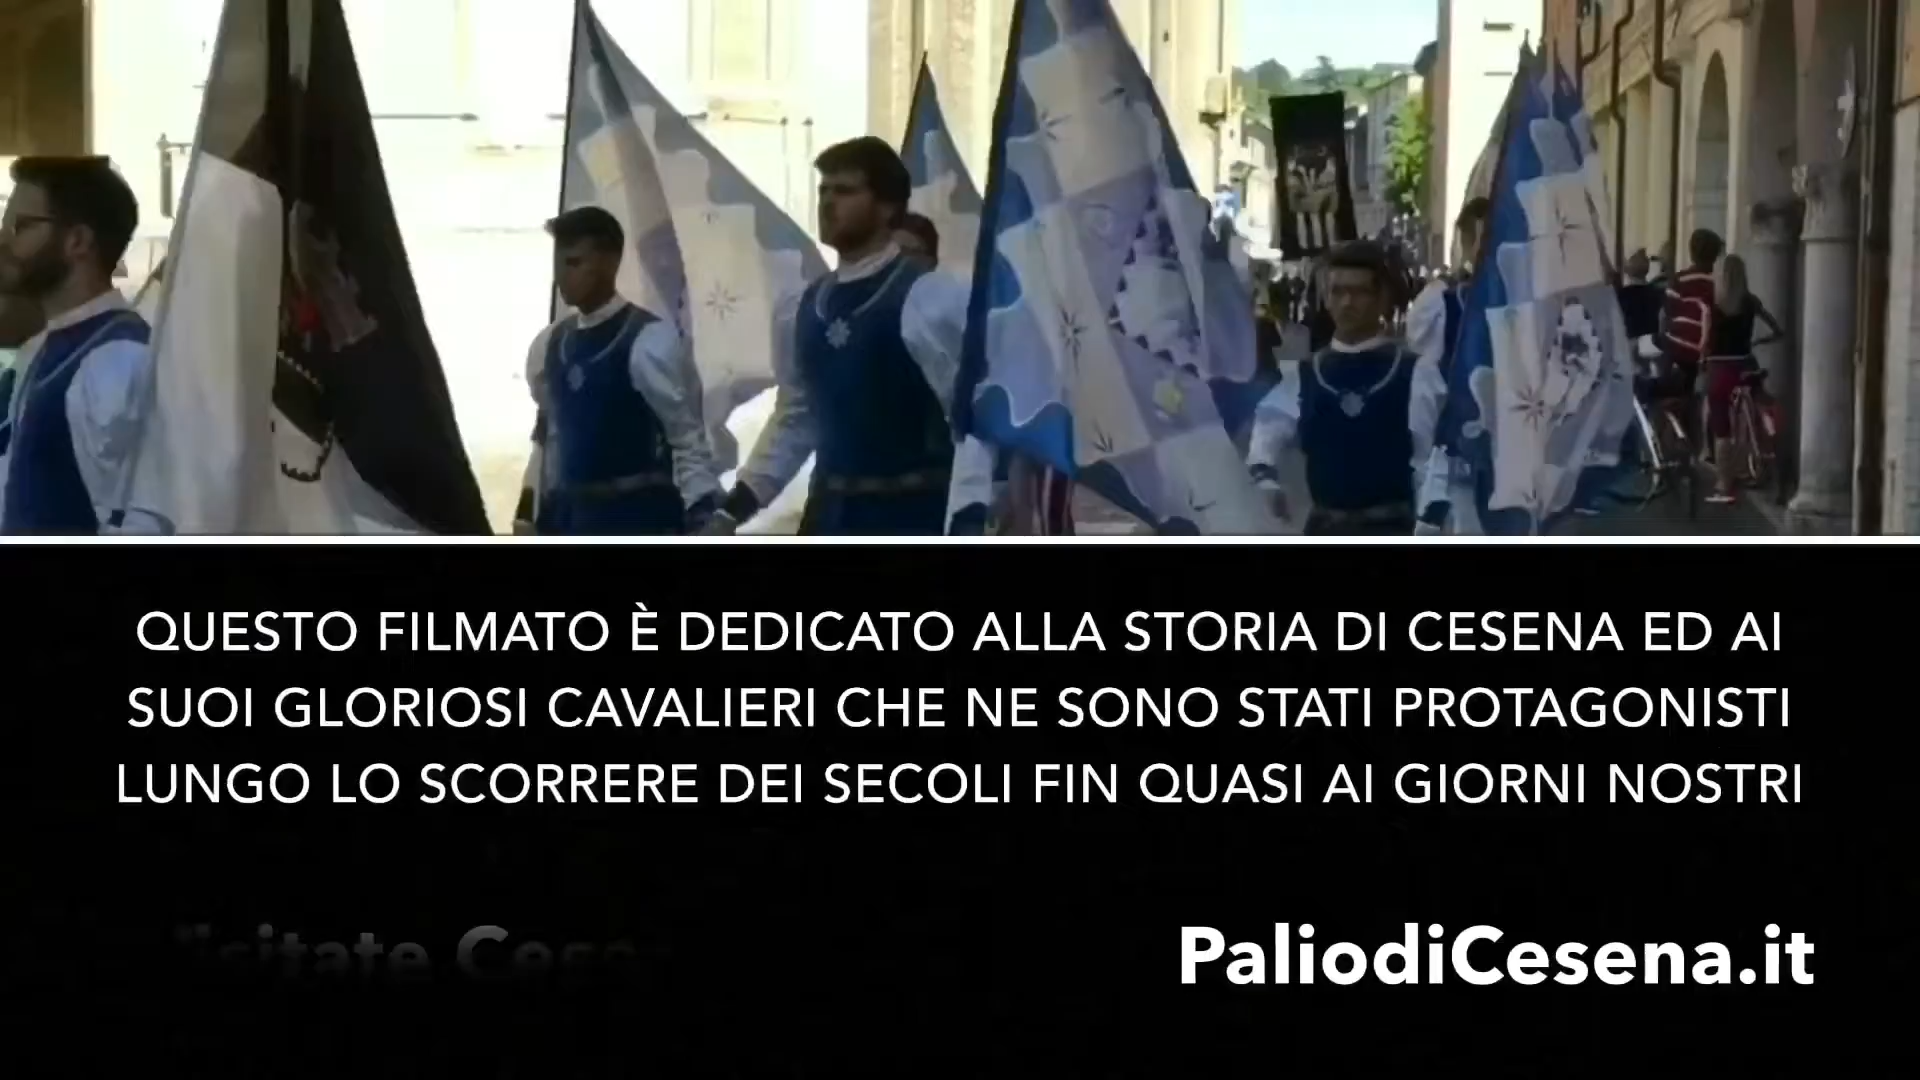 QUESTO FILMATO È DEDICATO ALLA STORIA DI CESENA ED AI
SUOI GLORIOSI CAVALIERI CHE NE SONO STATI PROTAGONISTI
LUNGO LO SCORRERE DEI SECOLI FIN QUASI AI GIORNI NOSTRI
PaliodiCesena.it